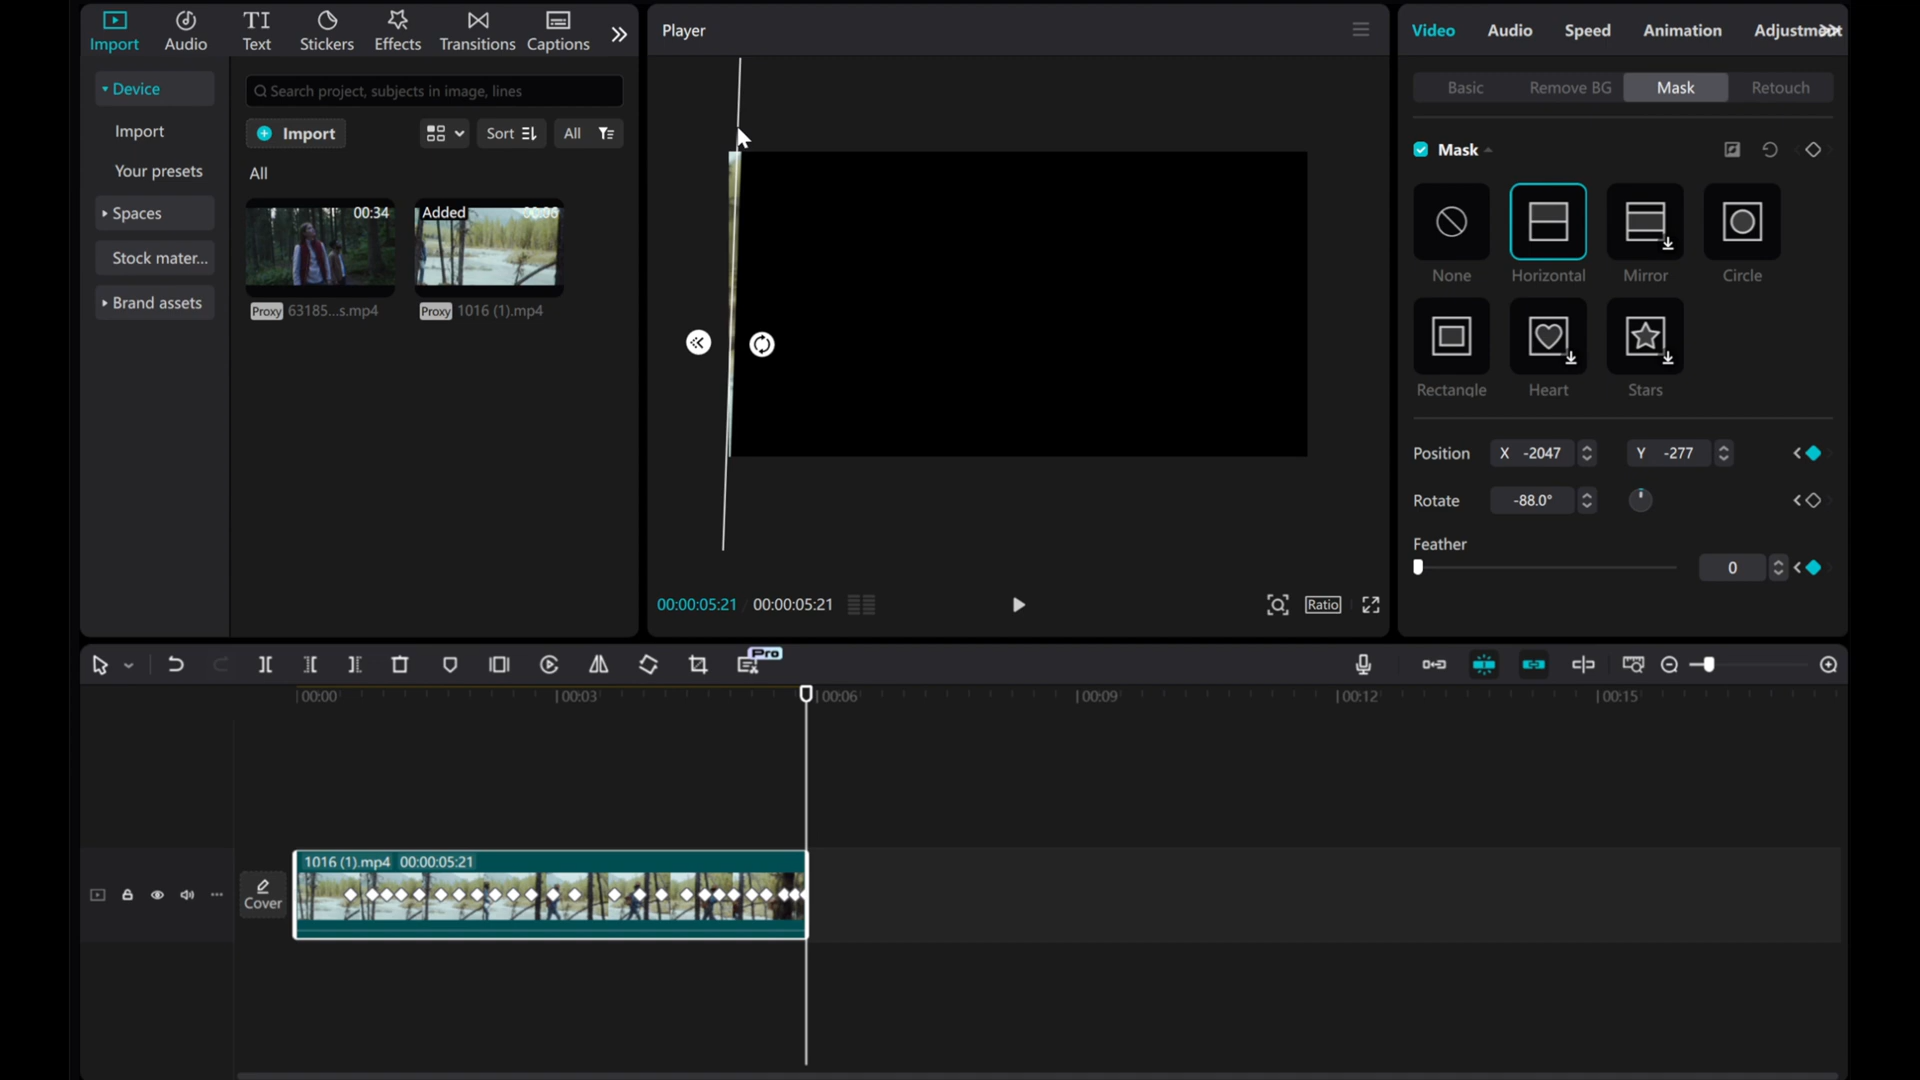 Import
Audio
Text
Stickers
Effects
Transitions
Captions
Device
Import
Your presets
Spaces
Stock mater...
Brand assets
Search project, subjects in image, lines
Import
Sort
All
All
00:34
Added
00:06
Proxy 63185...s.mp4
Proxy 1016 (1).mp4
Player
00:00:05:21 / 00:00:05:21
Ratio
Video
Audio
Speed
Animation
Adjustment
Basic
Remove BG
Mask
Retouch
Mask
None
Horizontal
Mirror
Circle
Rectangle
Heart
Stars
Position X -2047 Y -277
Rotate -88.0°
Feather
0
Pro
00:00
00:03
00:06
00:09
00:12
00:15
1016 (1).mp4 00:00:05:21
Cover